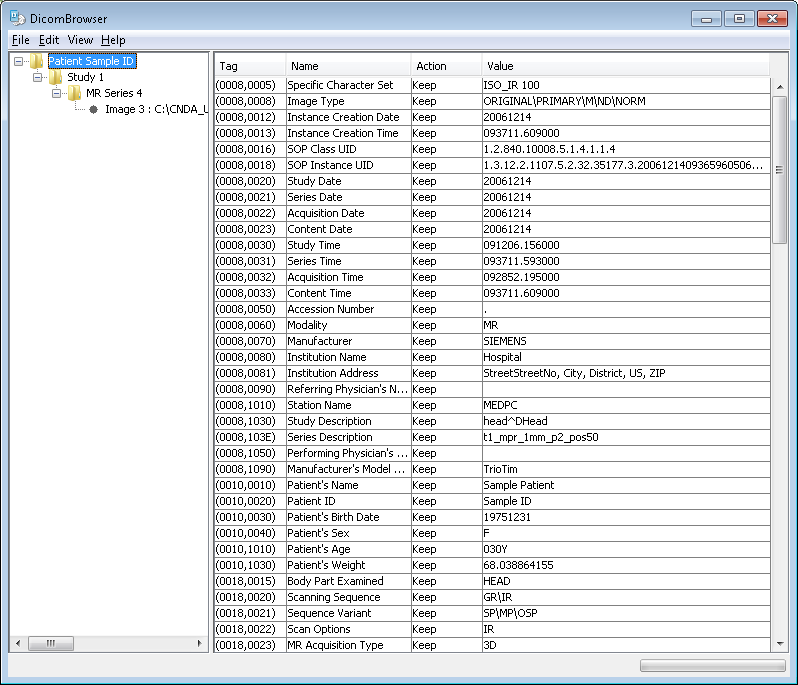 DicomBrowser
File Edit View Help
Patient Sample ID
Study 1
MR Series 4
Image 3 : C:\CNDA_U
Tag Name Action Value
(0008,0005) Specific Character Set Keep ISO_IR 100
(0008,0008) Image Type Keep ORIGINAL\PRIMARY\M\ND\NORM
(0008,0012) Instance Creation Date Keep 20061214
(0008,0013) Instance Creation Time Keep 093711.609000
(0008,0016) SOP Class UID Keep 1.2.840.10008.5.1.4.1.1.4
(0008,0018) SOP Instance UID Keep 1.3.12.2.1107.5.2.32.35177.3.2006121409365960506...
(0008,0020) Study Date Keep 20061214
(0008,0021) Series Date Keep 20061214
(0008,0022) Acquisition Date Keep 20061214
(0008,0023) Content Date Keep 20061214
(0008,0030) Study Time Keep 091206.156000
(0008,0031) Series Time Keep 093711.593000
(0008,0032) Acquisition Time Keep 092852.195000
(0008,0033) Content Time Keep 093711.609000
(0008,0050) Accession Number Keep .
(0008,0060) Modality Keep MR
(0008,0070) Manufacturer Keep SIEMENS
(0008,0080) Institution Name Keep Hospital
(0008,0081) Institution Address Keep StreetStreetNo, City, District, US, ZIP
(0008,0090) Referring Physician's N... Keep
(0008,1010) Station Name Keep MEDPC
(0008,1030) Study Description Keep head^DHead
(0008,103E) Series Description Keep t1_mpr_1mm_p2_pos50
(0008,1050) Performing Physician's ... Keep
(0008,1090) Manufacturer's Model ... Keep TrioTim
(0010,0010) Patient's Name Keep Sample Patient
(0010,0020) Patient ID Keep Sample ID
(0010,0030) Patient's Birth Date Keep 19751231
(0010,0040) Patient's Sex Keep F
(0010,1010) Patient's Age Keep 030Y
(0010,1030) Patient's Weight Keep 68.038864155
(0018,0015) Body Part Examined Keep HEAD
(0018,0020) Scanning Sequence Keep GR\IR
(0018,0021) Sequence Variant Keep SP\MP\OSP
(0018,0022) Scan Options Keep IR
(0018,0023) MR Acquisition Type Keep 3D